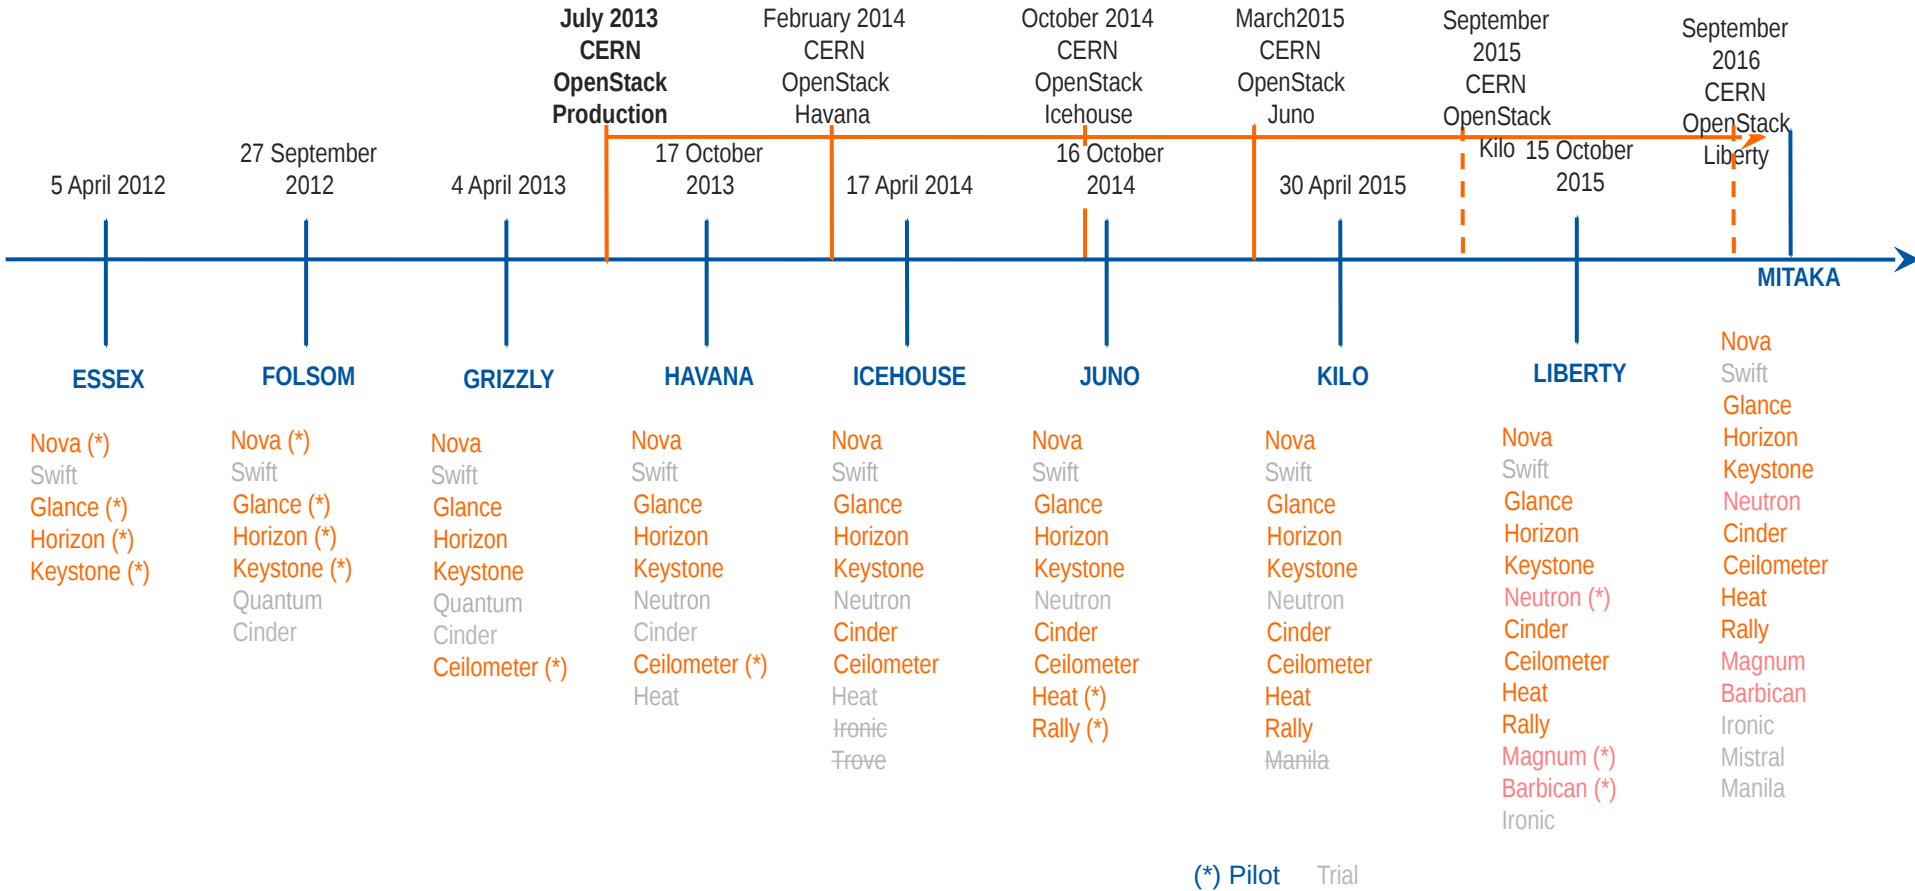 July 2013
CERN
OpenStack
Production
February 2014
CERN
OpenStack
Havana
October 2014
CERN
OpenStack
Icehouse
March2015
CERN
OpenStack
Juno
September
2015
CERN
OpenStack
Kilo
September
2016
CERN
OpenStack
Liberty
5 April 2012
27 September
2012
4 April 2013
17 October
2013
17 April 2014
16 October
2014
30 April 2015
15 October
2015
ESSEX
Nova (*)
Swift
Glance (*)
Horizon (*)
Keystone (*)
FOLSOM
Nova (*)
Swift
Glance (*)
Horizon (*)
Keystone (*)
Quantum
Cinder
GRIZZLY
Nova
Swift
Glance
Horizon
Keystone
Quantum
Cinder
Ceilometer (*)
HAVANA
Nova
Swift
Glance
Horizon
Keystone
Neutron
Cinder
Ceilometer (*)
Heat
ICEHOUSE
Nova
Swift
Glance
Horizon
Keystone
Neutron
Cinder
Ceilometer
Heat
Ironic
Trove
JUNO
Nova
Swift
Glance
Horizon
Keystone
Neutron
Cinder
Ceilometer
Heat (*)
Rally (*)
KILO
Nova
Swift
Glance
Horizon
Keystone
Neutron
Cinder
Ceilometer
Heat
Rally
Manila
LIBERTY
Nova
Swift
Glance
Horizon
Keystone
Neutron (*)
Cinder
Ceilometer
Heat
Rally
Magnum (*)
Barbican (*)
Ironic
MITAKA
Nova
Swift
Glance
Horizon
Keystone
Neutron
Cinder
Ceilometer
Heat
Rally
Magnum
Barbican
Ironic
Mistral
Manila
(*) Pilot Trial